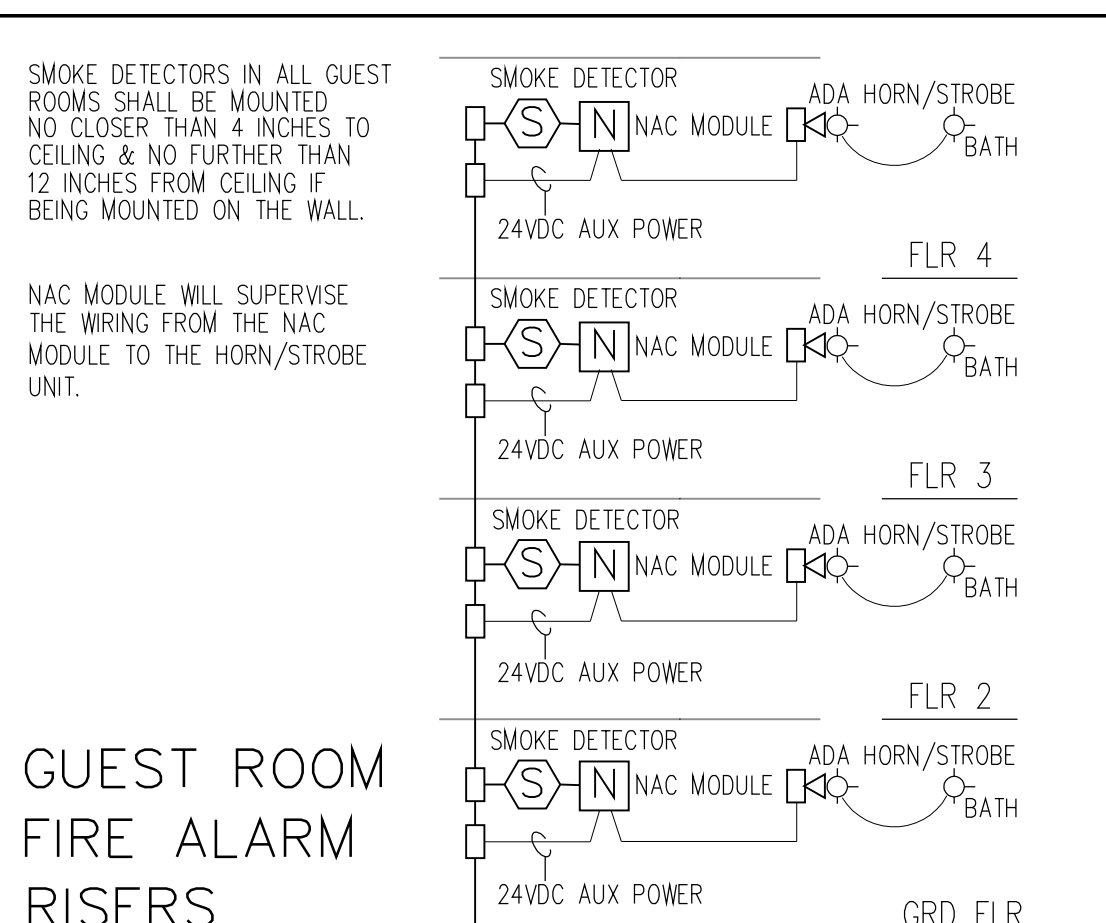 SMOKE DETECTORS IN ALL GUEST
ROOMS SHALL BE MOUNTED
NO CLOSER THAN 4 INCHES TO
CEILING & NO FURTHER THAN
12 INCHES FROM CEILING IF
BEING MOUNTED ON THE WALL.
NAC MODULE WILL SUPERVISE
THE WIRING FROM THE NAC
MODULE TO THE HORN/STROBE
UNIT.
GUEST ROOM
FIRE ALARM
RISERS
SMOKE DETECTOR
ADA HORN/STROBE
S N NAC MODULE
BATH
24VDC AUX POWER
FLR 4
SMOKE DETECTOR
ADA HORN/STROBE
S N NAC MODULE
BATH
24VDC AUX POWER
FLR 3
SMOKE DETECTOR
ADA HORN/STROBE
S N NAC MODULE
BATH
24VDC AUX POWER
FLR 2
SMOKE DETECTOR
ADA HORN/STROBE
S N NAC MODULE
BATH
24VDC AUX POWER
GRD FLR